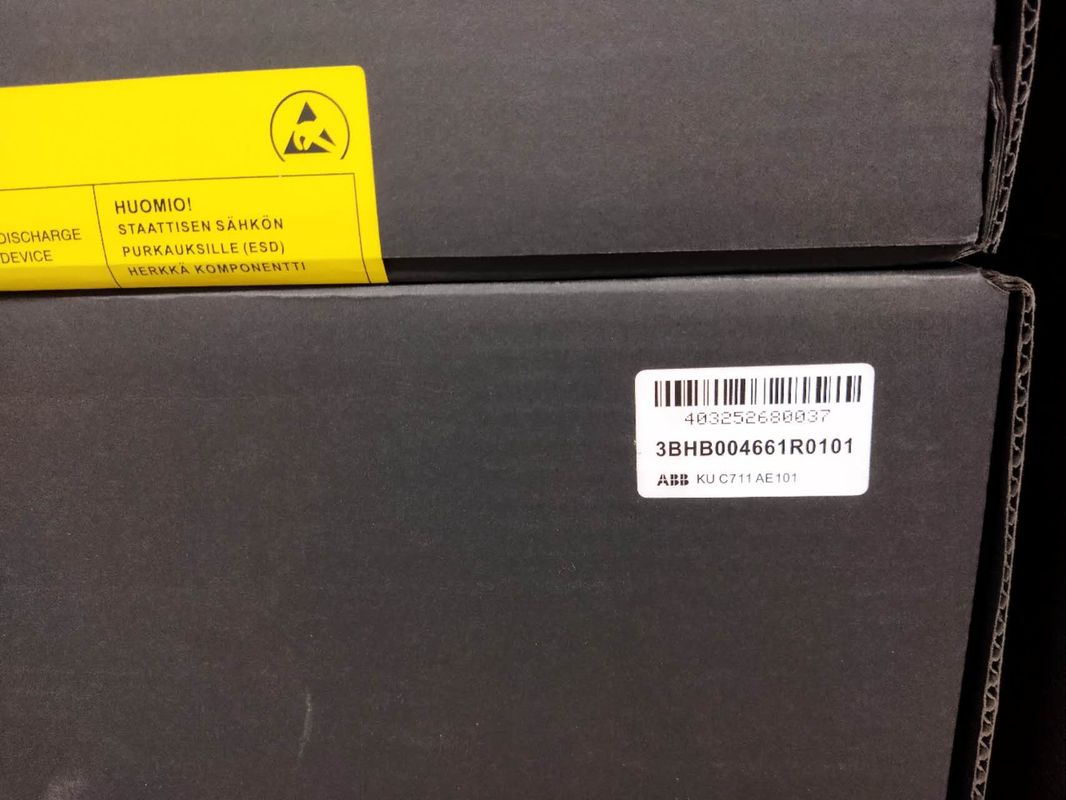 DISCHARGE
DEVICE
HUOMIO!
STAATTISEN SÄHKÖN
PURKAUKSILLE (ESD)
HERKKÄ KOMPONENTTI
403252680037
3BHB004661R0101
ABB KU C711 AE101